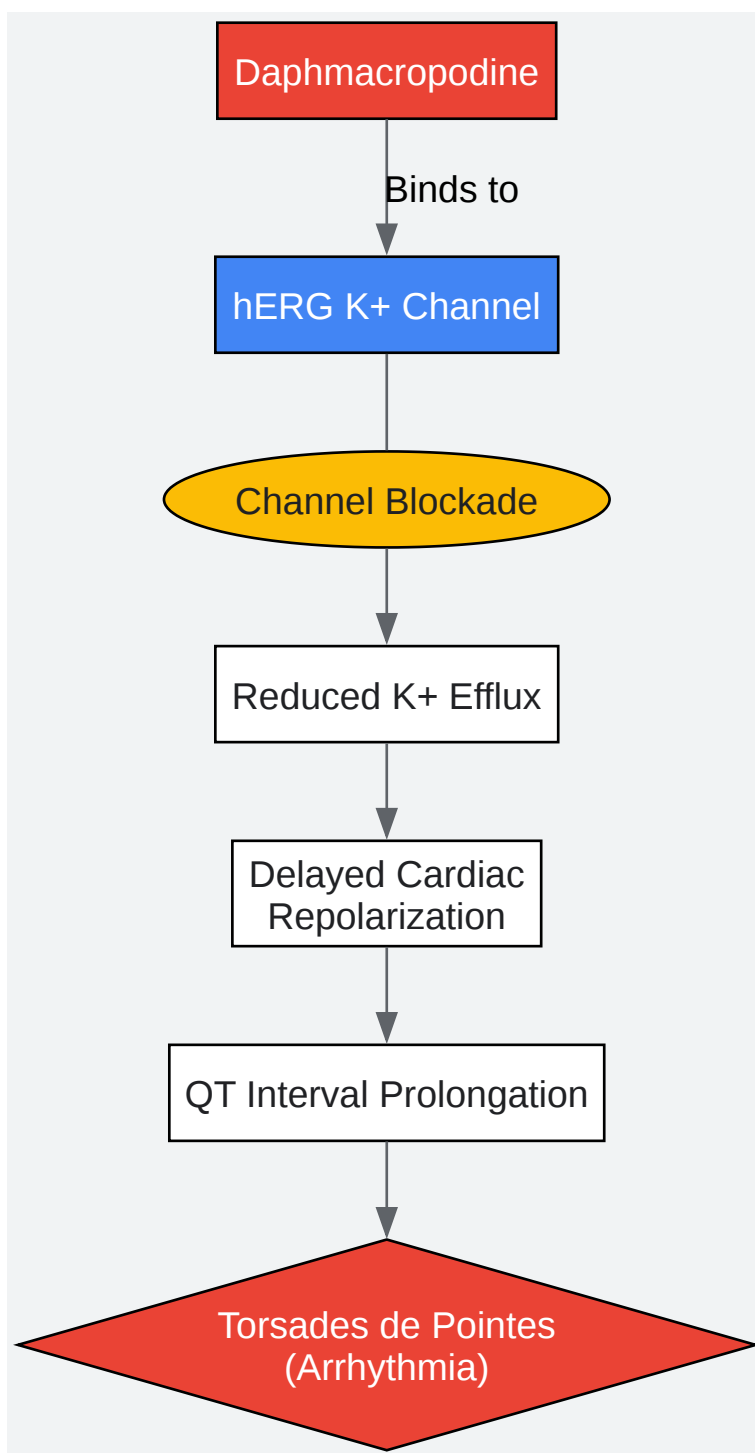 Daphmacropodine
Binds to
hERG K+ Channel
Channel Blockade
Reduced K+ Efflux
Delayed Cardiac
Repolarization
QT Interval Prolongation
Torsades de Pointes
(Arrhythmia)